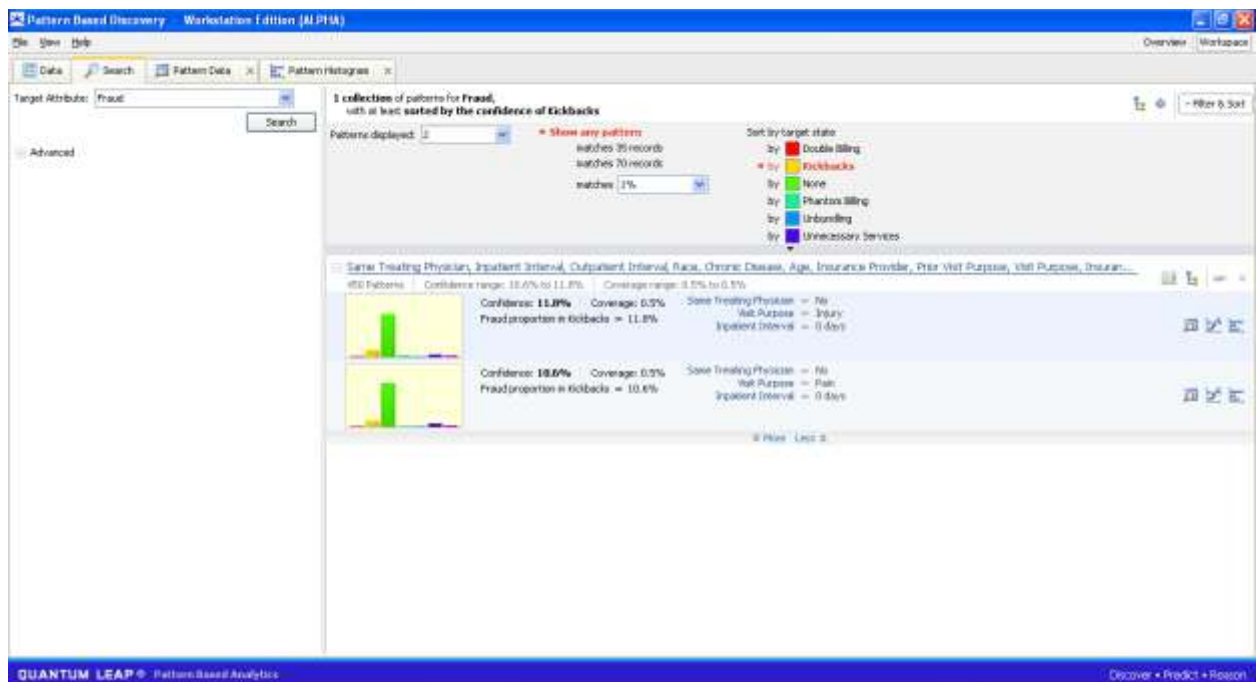 Pattern Based Discovery Workstation Edition (ALPHA)
File View Help
Overview Workspace
Data Search Pattern Data Pattern Histogram
Target Attribute: Fraud
Search
Advanced
1 collection of patterns for Fraud,
with at least sorted by the confidence of Kickbacks
Filter & Sort
Patterns displayed: 2
Show any pattern
matches 35 records
matches 70 records
matches 1%
Sort by target state
by Double Billing
by Kickbacks
by None
by Phantom Billing
by Unbundling
by Unnecessary Services
Same Treating Physician, Inpatient Interval, Outpatient Interval, Race, Chronic Disease, Age, Insurance Provider, Prior Visit Purpose, Visit Purpose, Insuran...
450 Patterns Confidence range: 10.6% to 11.8% Coverage range: 0.5% to 0.5%
Confidence: 11.8% Coverage: 0.5% Same Treating Physician = No
Fraud proportion in Kickbacks = 11.8% Visit Purpose = Injury
Inpatient Interval = 0 days
Confidence: 10.6% Coverage: 0.5% Same Treating Physician = No
Fraud proportion in Kickbacks = 10.6% Visit Purpose = Pain
Inpatient Interval = 0 days
More Less
QUANTUM LEAP ® Pattern Based Analytics
Discover • Predict • Reason